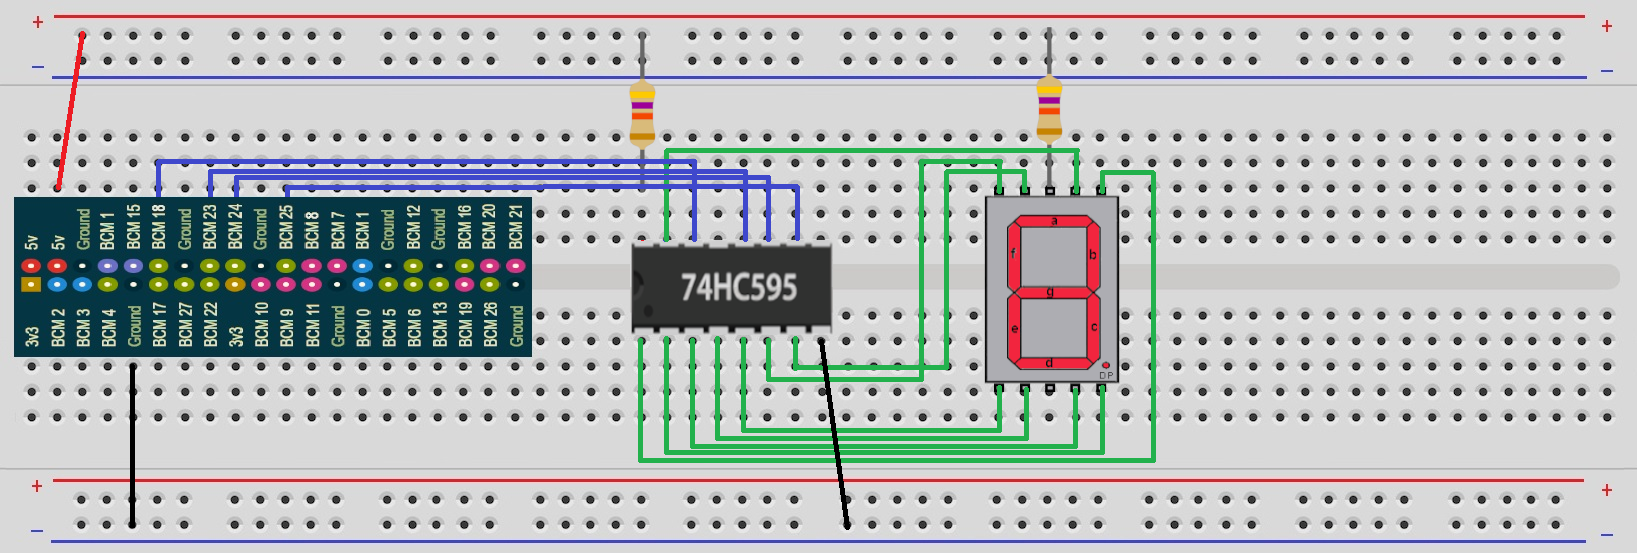 + +
− −
5v 5v Ground BCM 1 BCM 15 BCM 18 Ground BCM 23 BCM 24 Ground BCM 25 BCM 8 BCM 7 BCM 1 Ground BCM 12 Ground BCM 16 BCM 20 BCM 21
3v3 BCM 2 BCM 3 BCM 4 Ground BCM 17 BCM 27 BCM 22 3v3 BCM 10 BCM 9 BCM 11 Ground BCM 0 BCM 5 BCM 6 BCM 13 BCM 19 BCM 26 Ground
74HC595
a
f b
g
e c
d
DP
+ +
− −